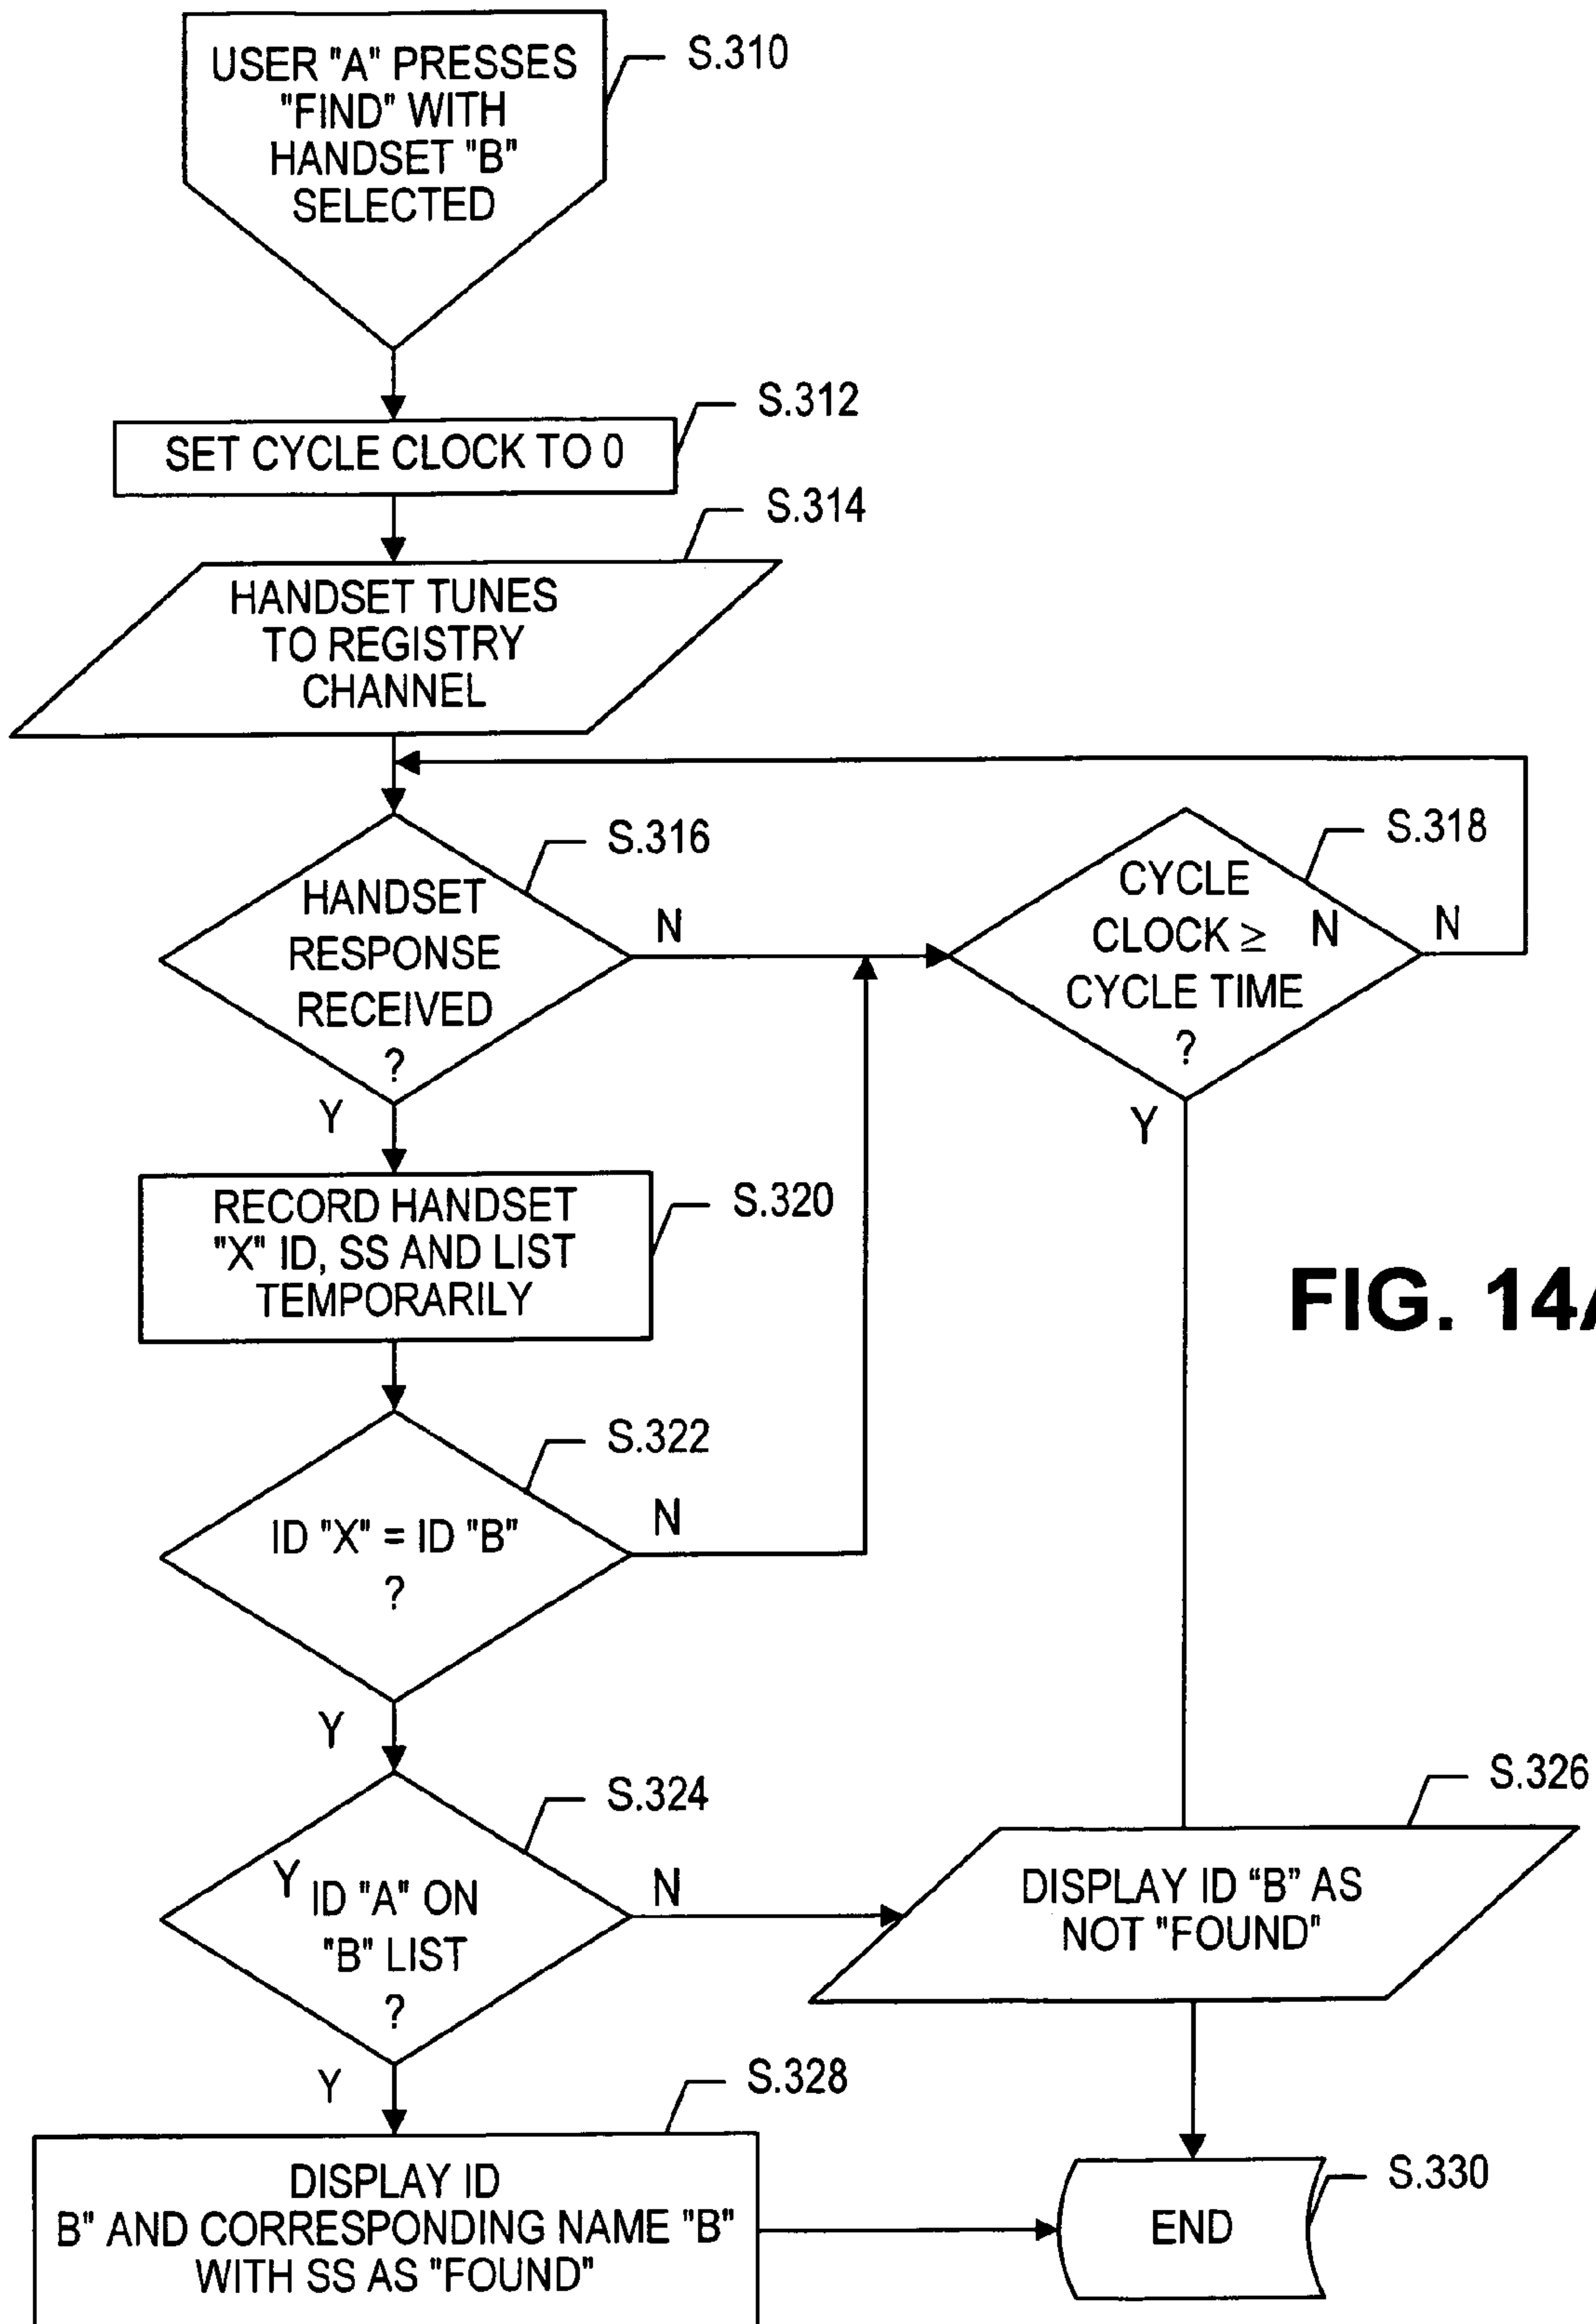 USER "A" PRESSES
"FIND" WITH
HANDSET "B"
SELECTED
S.310
SET CYCLE CLOCK TO 0
S.312
HANDSET TUNES
TO REGISTRY
CHANNEL
S.314
HANDSET
RESPONSE
RECEIVED
?
S.316
N
Y
CYCLE
CLOCK ≥ N
CYCLE TIME
?
S.318
N
Y
RECORD HANDSET
"X" ID, SS AND LIST
TEMPORARILY
S.320
FIG. 14A
ID "X" = ID "B"
?
S.322
N
Y
Y ID "A" ON
"B" LIST
?
S.324
N
Y
DISPLAY ID “B” AS
NOT "FOUND"
S.326
DISPLAY ID
B" AND CORRESPONDING NAME "B"
WITH SS AS "FOUND"
S.328
END
S.330